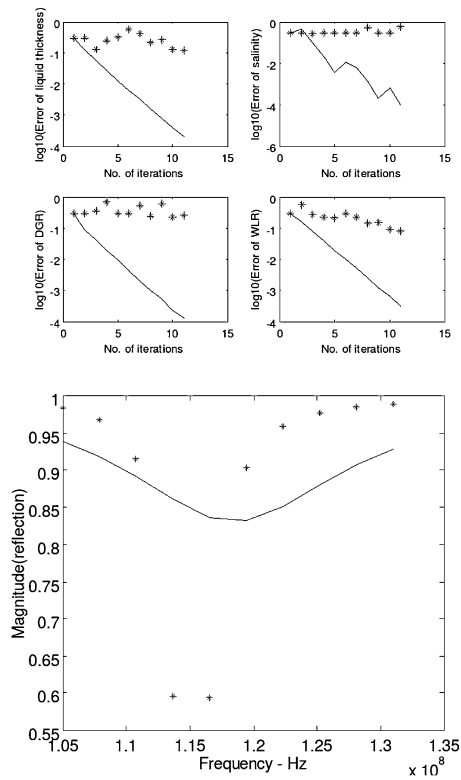 0
-1
-2
-3
-4
0 5 10 15
No. of iterations
log10(Error of liquid thickness)
0
-2
-4
-6
0 5 10 15
No. of iterations
log10(Error of salinity)
0
-1
-2
-3
-4
0 5 10 15
No. of iterations
log10(Error of DGR)
0
-1
-2
-3
-4
0 5 10 15
No. of iterations
log10(Error of WLR)
1
0.95
0.9
0.85
0.8
0.75
0.7
0.65
0.6
0.55
1.05 1.1 1.15 1.2 1.25 1.3 1.35
Frequency - Hz
x 10^8
Magnitude(reflection)